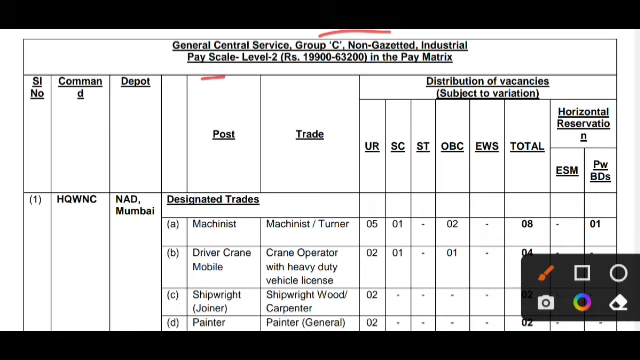 General Central Service, Group 'C', Non-Gazetted, Industrial
Pay Scale- Level-2 (Rs. 19900-63200) in the Pay Matrix
Sl No Command Depot Post Trade Distribution of vacancies (Subject to variation)
UR SC ST OBC EWS TOTAL Horizontal Reservation
ESM Pw BDs
(1) HQWNC NAD, Mumbai Designated Trades
(a) Machinist Machinist / Turner 05 01 - 02 - 08 - 01
(b) Driver Crane Mobile Crane Operator with heavy duty vehicle license 02 01 - 01 - 04 - -
(c) Shipwright (Joiner) Shipwright Wood/ Carpenter 02 - - - - 02
(d) Painter Painter (General) 02 - - - - 02 - -